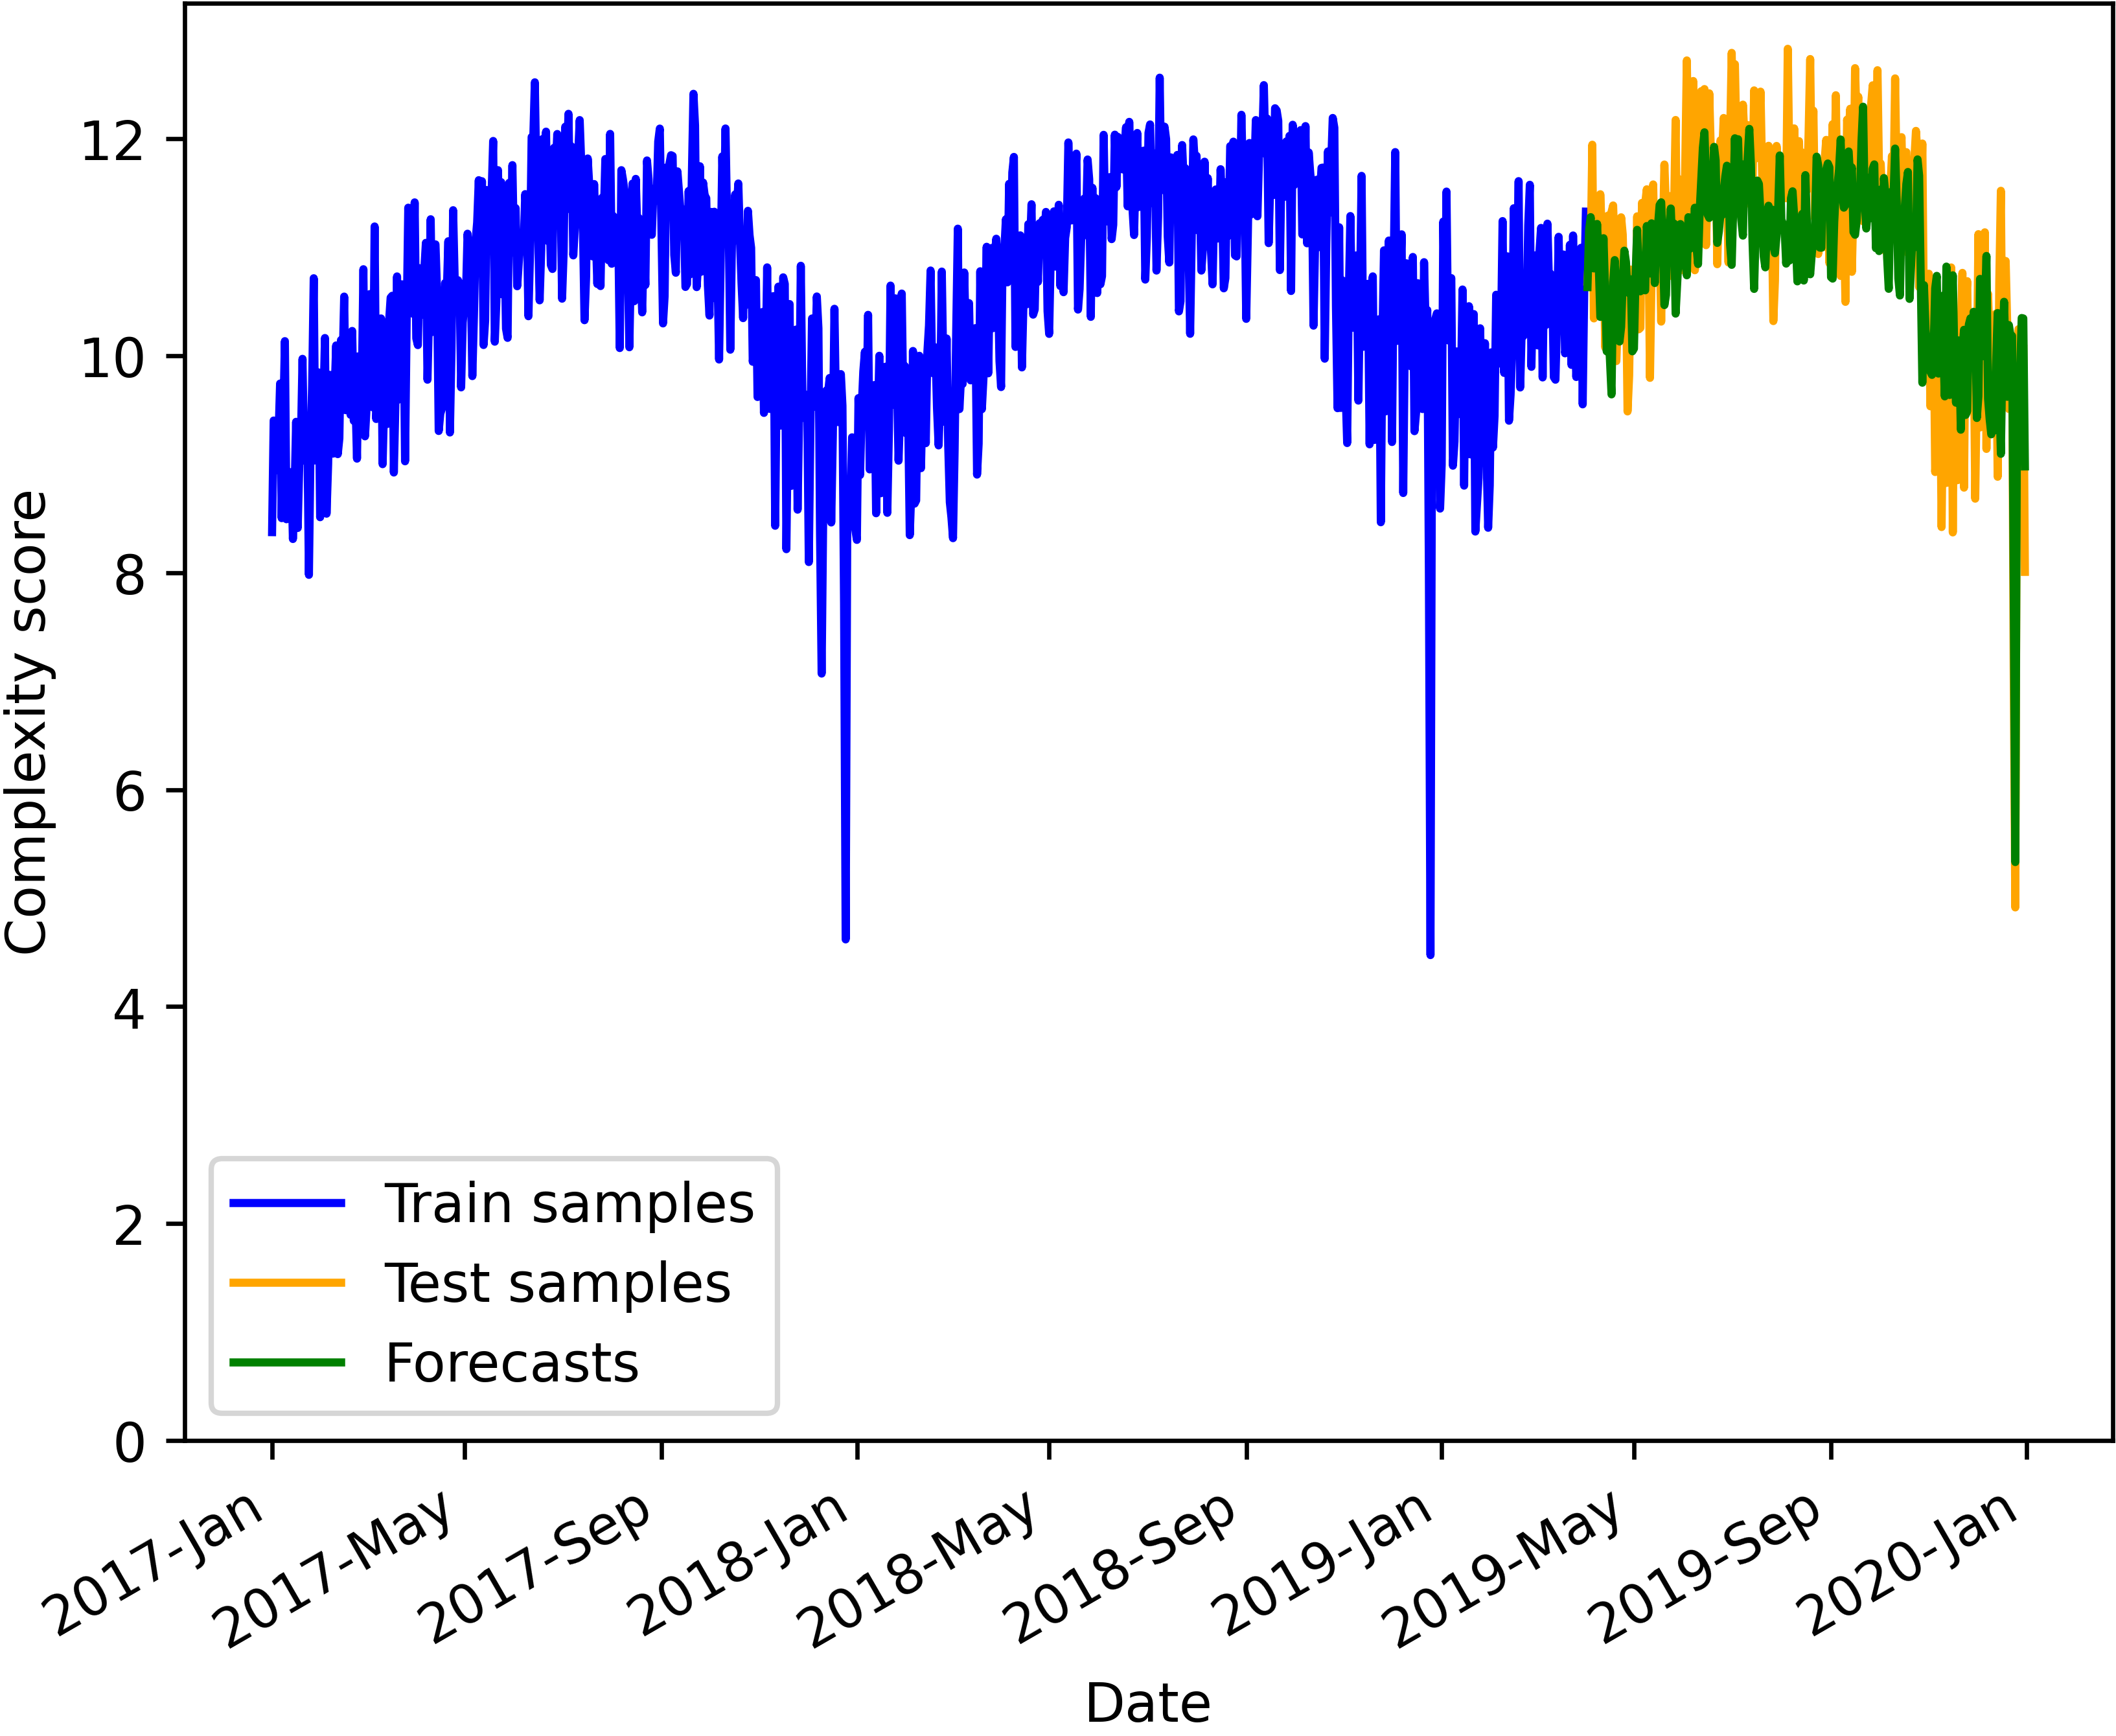 Complexity score
12
10
8
6
4
2
0
Train samples
Test samples
Forecasts
2017-Jan
2017-May
2017-Sep
2018-Jan
2018-May
2018-Sep
2019-Jan
2019-May
2019-Sep
2020-Jan
Date